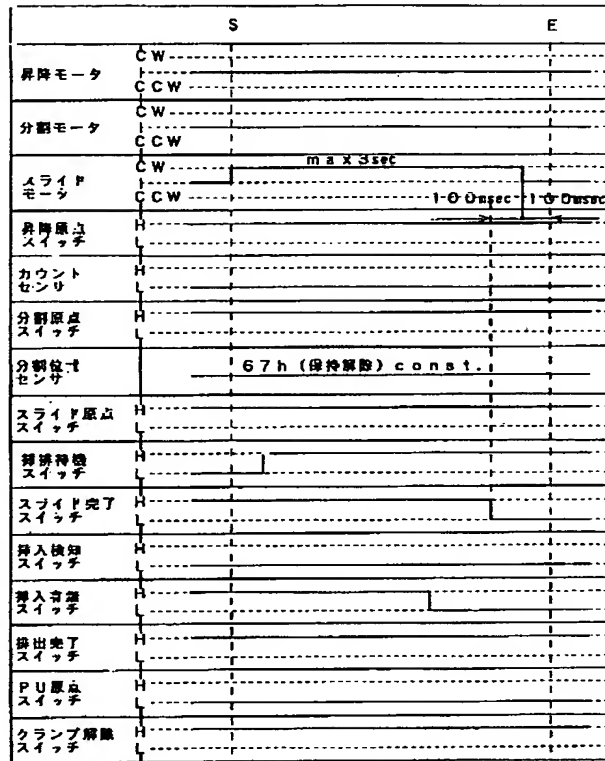 S E
昇降モータ
CW
CCW
分割モータ
CW
CCW
スライド
モータ
CW
CCW
max3sec
100msec 100msec
昇降原点
スイッチ
H
L
カウント
センサ
H
L
分割原点
スイッチ
H
L
分割位置
センサ
67h(保持解除)const.
スライド原点
スイッチ
H
L
待機
スイッチ
H
L
スライド完了
スイッチ
H
L
挿入検知
スイッチ
H
L
挿入有無
スイッチ
H
L
排出完了
スイッチ
H
L
PU原点
スイッチ
H
L
クランプ解除
スイッチ
H
L